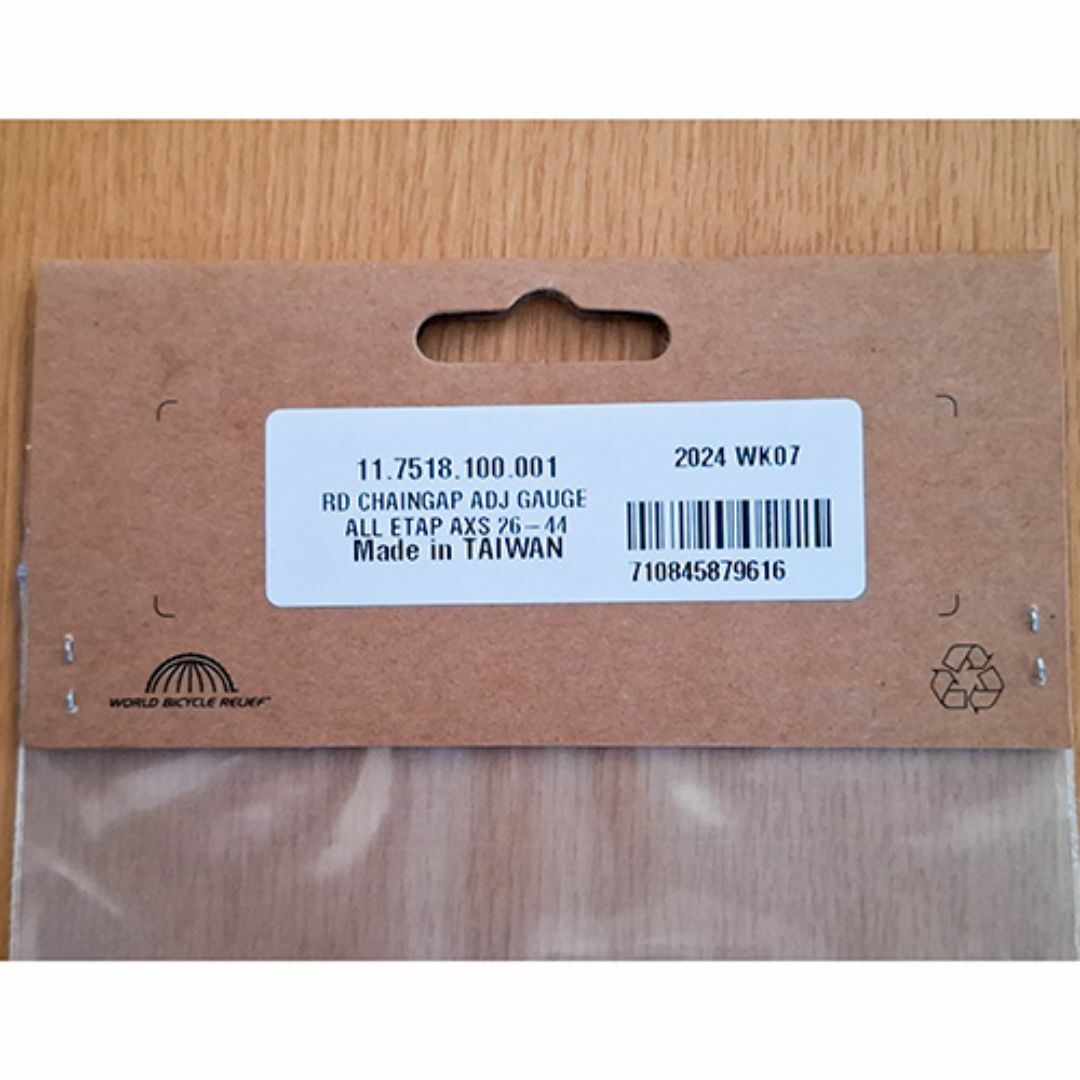 11.7518.100.001
RD CHAINGAP ADJ GAUGE
ALL ETAP AXS 26-44
Made in TAIWAN
2024 WK07
710845879616
WORLD BICYCLE RELIEF™